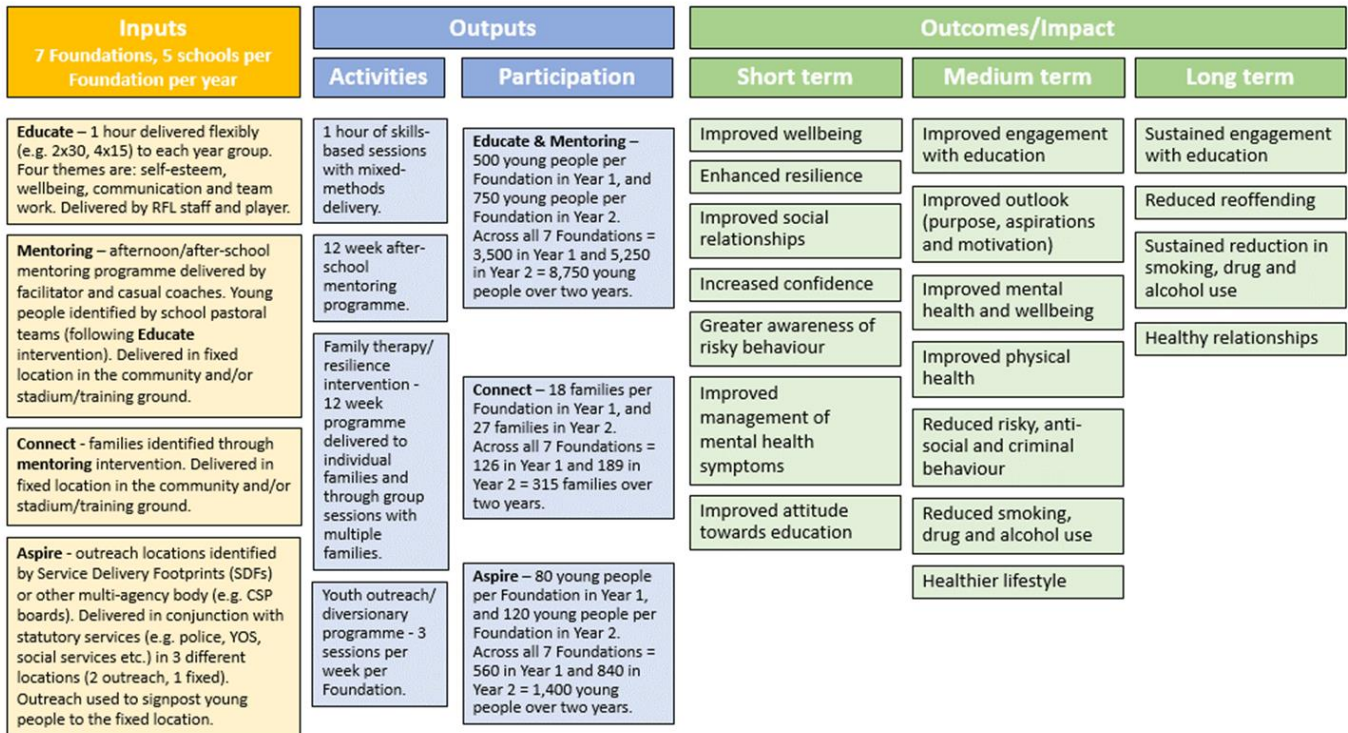 Inputs
7 Foundations, 5 schools per
Foundation per year
Educate – 1 hour delivered flexibly
(e.g. 2x30, 4x15) to each year group.
Four themes are: self-esteem,
wellbeing, communication and team
work. Delivered by RFL staff and player.
Mentoring – afternoon/after-school
mentoring programme delivered by
facilitator and casual coaches. Young
people identified by school pastoral
teams (following Educate
intervention). Delivered in fixed
location in the community and/or
stadium/training ground.
Connect - families identified through
mentoring intervention. Delivered in
fixed location in the community and/or
stadium/training ground.
Aspire - outreach locations identified
by Service Delivery Footprints (SDFs)
or other multi-agency body (e.g. CSP
boards). Delivered in conjunction with
statutory services (e.g. police, YOS,
social services etc.) in 3 different
locations (2 outreach, 1 fixed).
Outreach used to signpost young
people to the fixed location.
Outputs
Activities
1 hour of skills-
based sessions
with mixed-
methods
delivery.
12 week after-
school
mentoring
programme.
Family therapy/
resilience
intervention -
12 week
programme
delivered to
individual
families and
through group
sessions with
multiple
families.
Youth outreach/
diversionary
programme - 3
sessions per
week per
Foundation.
Participation
Educate & Mentoring –
500 young people per
Foundation in Year 1, and
750 young people per
Foundation in Year 2.
Across all 7 Foundations =
3,500 in Year 1 and 5,250
in Year 2 = 8,750 young
people over two years.
Connect – 18 families per
Foundation in Year 1, and
27 families in Year 2.
Across all 7 Foundations =
126 in Year 1 and 189 in
Year 2 = 315 families over
two years.
Aspire – 80 young people
per Foundation in Year 1,
and 120 young people per
Foundation in Year 2.
Across all 7 Foundations =
560 in Year 1 and 840 in
Year 2 = 1,400 young
people over two years.
Outcomes/Impact
Short term
Improved wellbeing
Enhanced resilience
Improved social
relationships
Increased confidence
Greater awareness of
risky behaviour
Improved
management of
mental health
symptoms
Improved attitude
towards education
Medium term
Improved engagement
with education
Improved outlook
(purpose, aspirations
and motivation)
Improved mental
health and wellbeing
Improved physical
health
Reduced risky, anti-
social and criminal
behaviour
Reduced smoking,
drug and alcohol use
Healthier lifestyle
Long term
Sustained engagement
with education
Reduced reoffending
Sustained reduction in
smoking, drug and
alcohol use
Healthy relationships